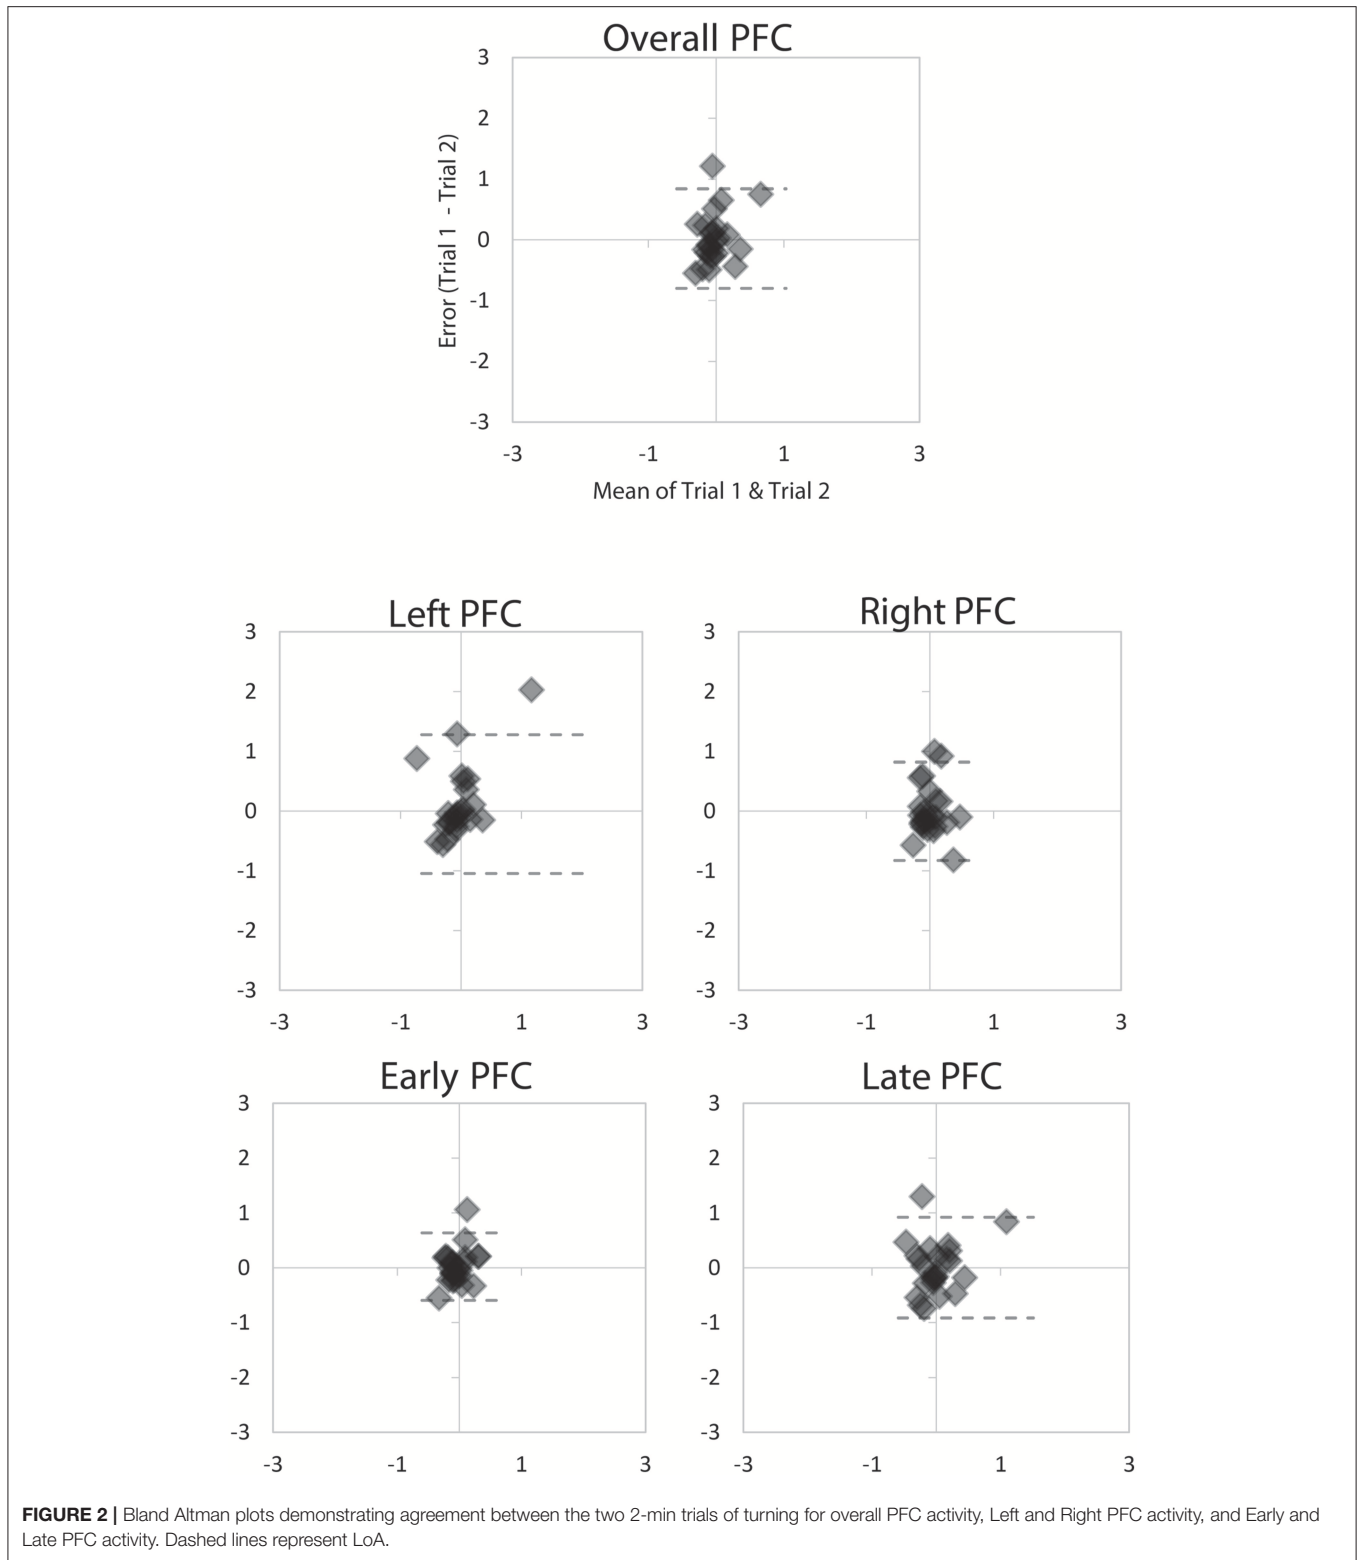 Overall PFC
3
2
1
0
-1
-2
-3
Error (Trial 1 - Trial 2)
-3 -1 1 3
Mean of Trial 1 & Trial 2
Left PFC
3
2
1
0
-1
-2
-3
-3 -1 1 3
Right PFC
3
2
1
0
-1
-2
-3
-3 -1 1 3
Early PFC
3
2
1
0
-1
-2
-3
-3 -1 1 3
Late PFC
3
2
1
0
-1
-2
-3
-3 -1 1 3
FIGURE 2 | Bland Altman plots demonstrating agreement between the two 2-min trials of turning for overall PFC activity, Left and Right PFC activity, and Early and
Late PFC activity. Dashed lines represent LoA.